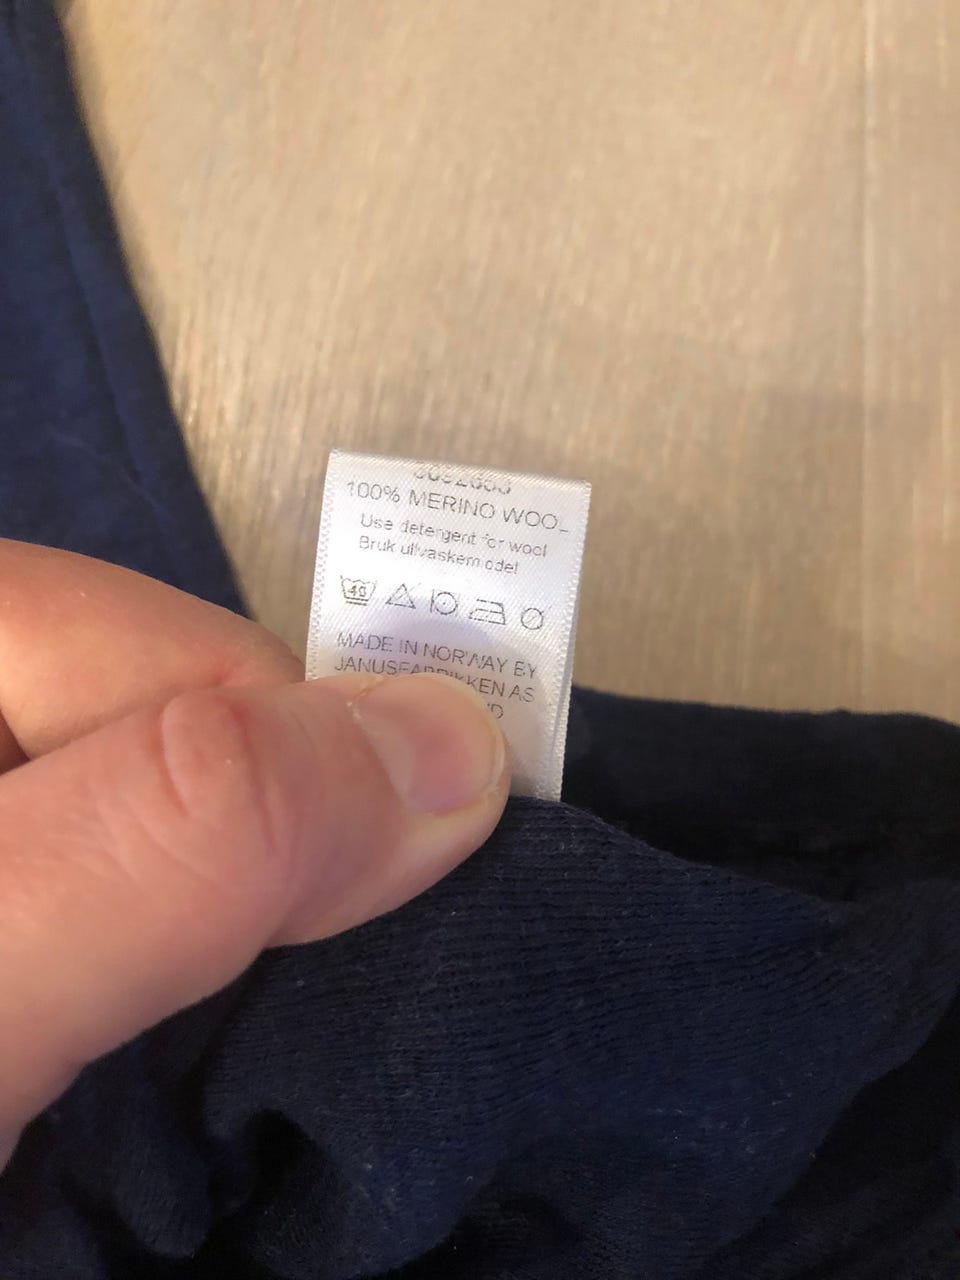 100% MERINO WOOL
Use detergent for wool
Bruk ullvaskemiddel
40
MADE IN NORWAY BY
JANUSFABRIKKEN AS